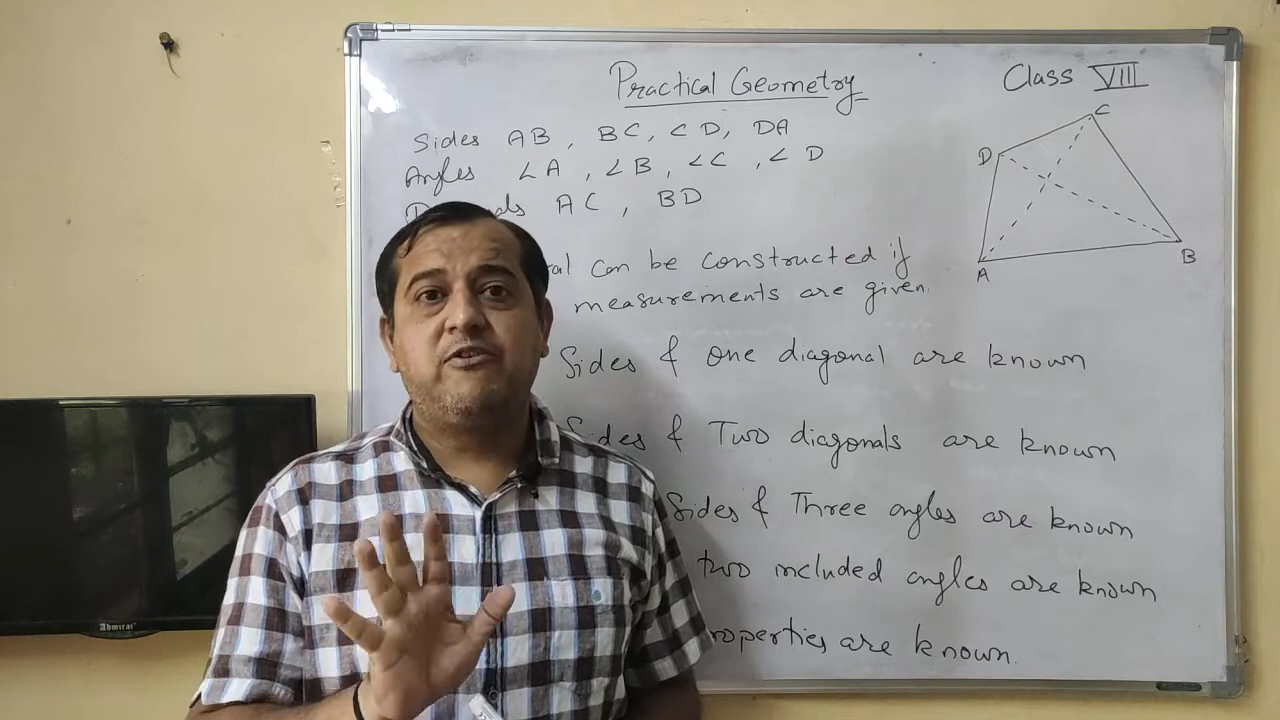 Practical Geometry
Class VIII
Sides AB, BC, CD, DA
Angles ∠A, ∠B, ∠C, ∠D
AC, BD
can be constructed if
measurements are given.
Sides & One diagonal are known
Sides & Two diagonals are known
Sides & Three angles are known
two included angles are known
are known.
C
D
A
B
Admiral